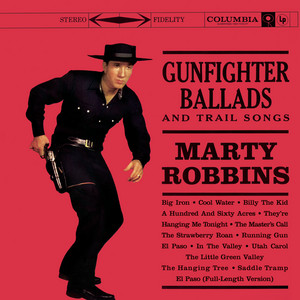 STEREO FIDELITY COLUMBIA
GUNFIGHTER
BALLADS
AND TRAIL SONGS
MARTY
ROBBINS
Big Iron • Cool Water • Billy The Kid
A Hundred And Sixty Acres • They're
Hanging Me Tonight • The Master's Call
The Strawberry Roan • Running Gun
El Paso • In The Valley • Utah Carol
The Little Green Valley
The Hanging Tree • Saddle Tramp
El Paso (Full-Length Version)